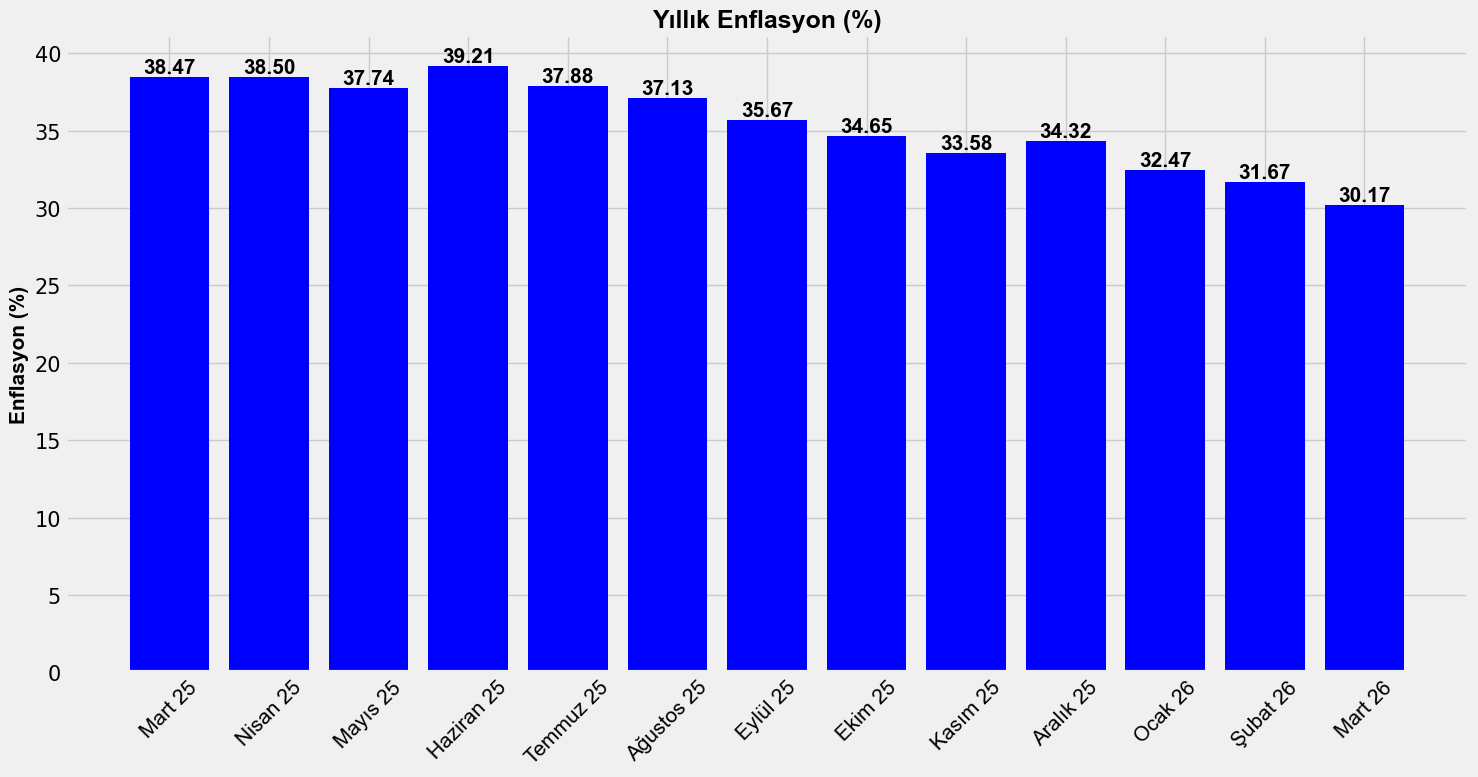 Yıllık Enflasyon (%)
Enflasyon (%)
40
35
30
25
20
15
10
5
0
38.47
38.50
37.74
39.21
37.88
37.13
35.67
34.65
33.58
34.32
32.47
31.67
30.17
Mart 25
Nisan 25
Mayıs 25
Haziran 25
Temmuz 25
Ağustos 25
Eylül 25
Ekim 25
Kasım 25
Aralık 25
Ocak 26
Şubat 26
Mart 26